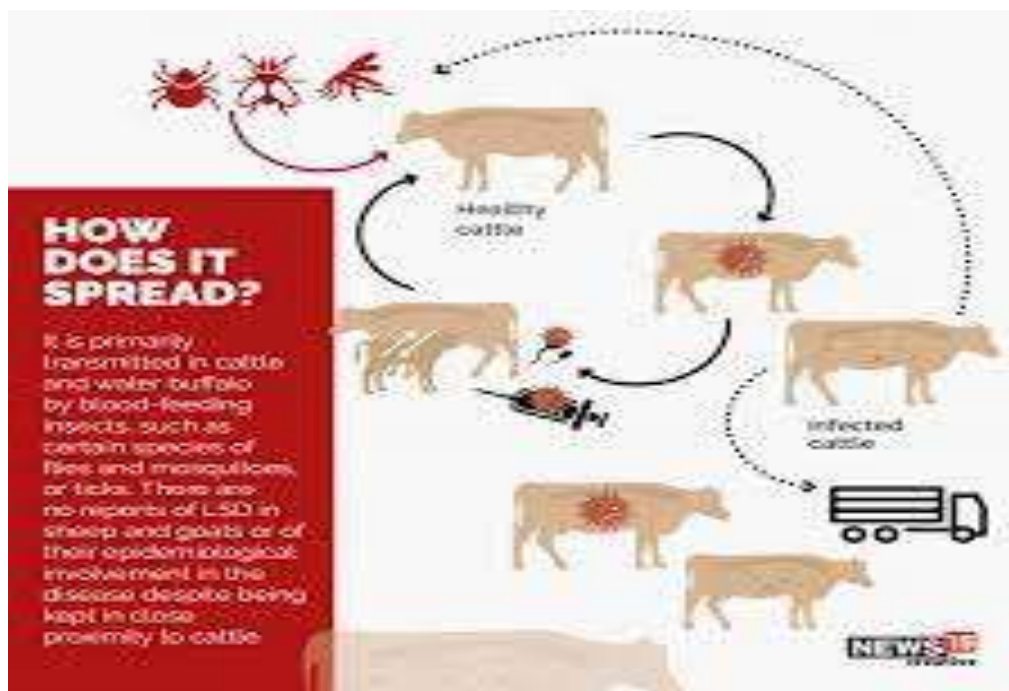 HOW
DOES IT
SPREAD?
It is primarily
transmitted in cattle
and water buffalo
by blood-feeding
insects, such as
certain species of
flies and mosquitoes,
or ticks. There are
no reports of LSD in
sheep and goats or of
their epidemiological
involvement in the
disease despite being
kept in close
proximity to cattle
Healthy
cattle
Infected
cattle
NEWS18
creative